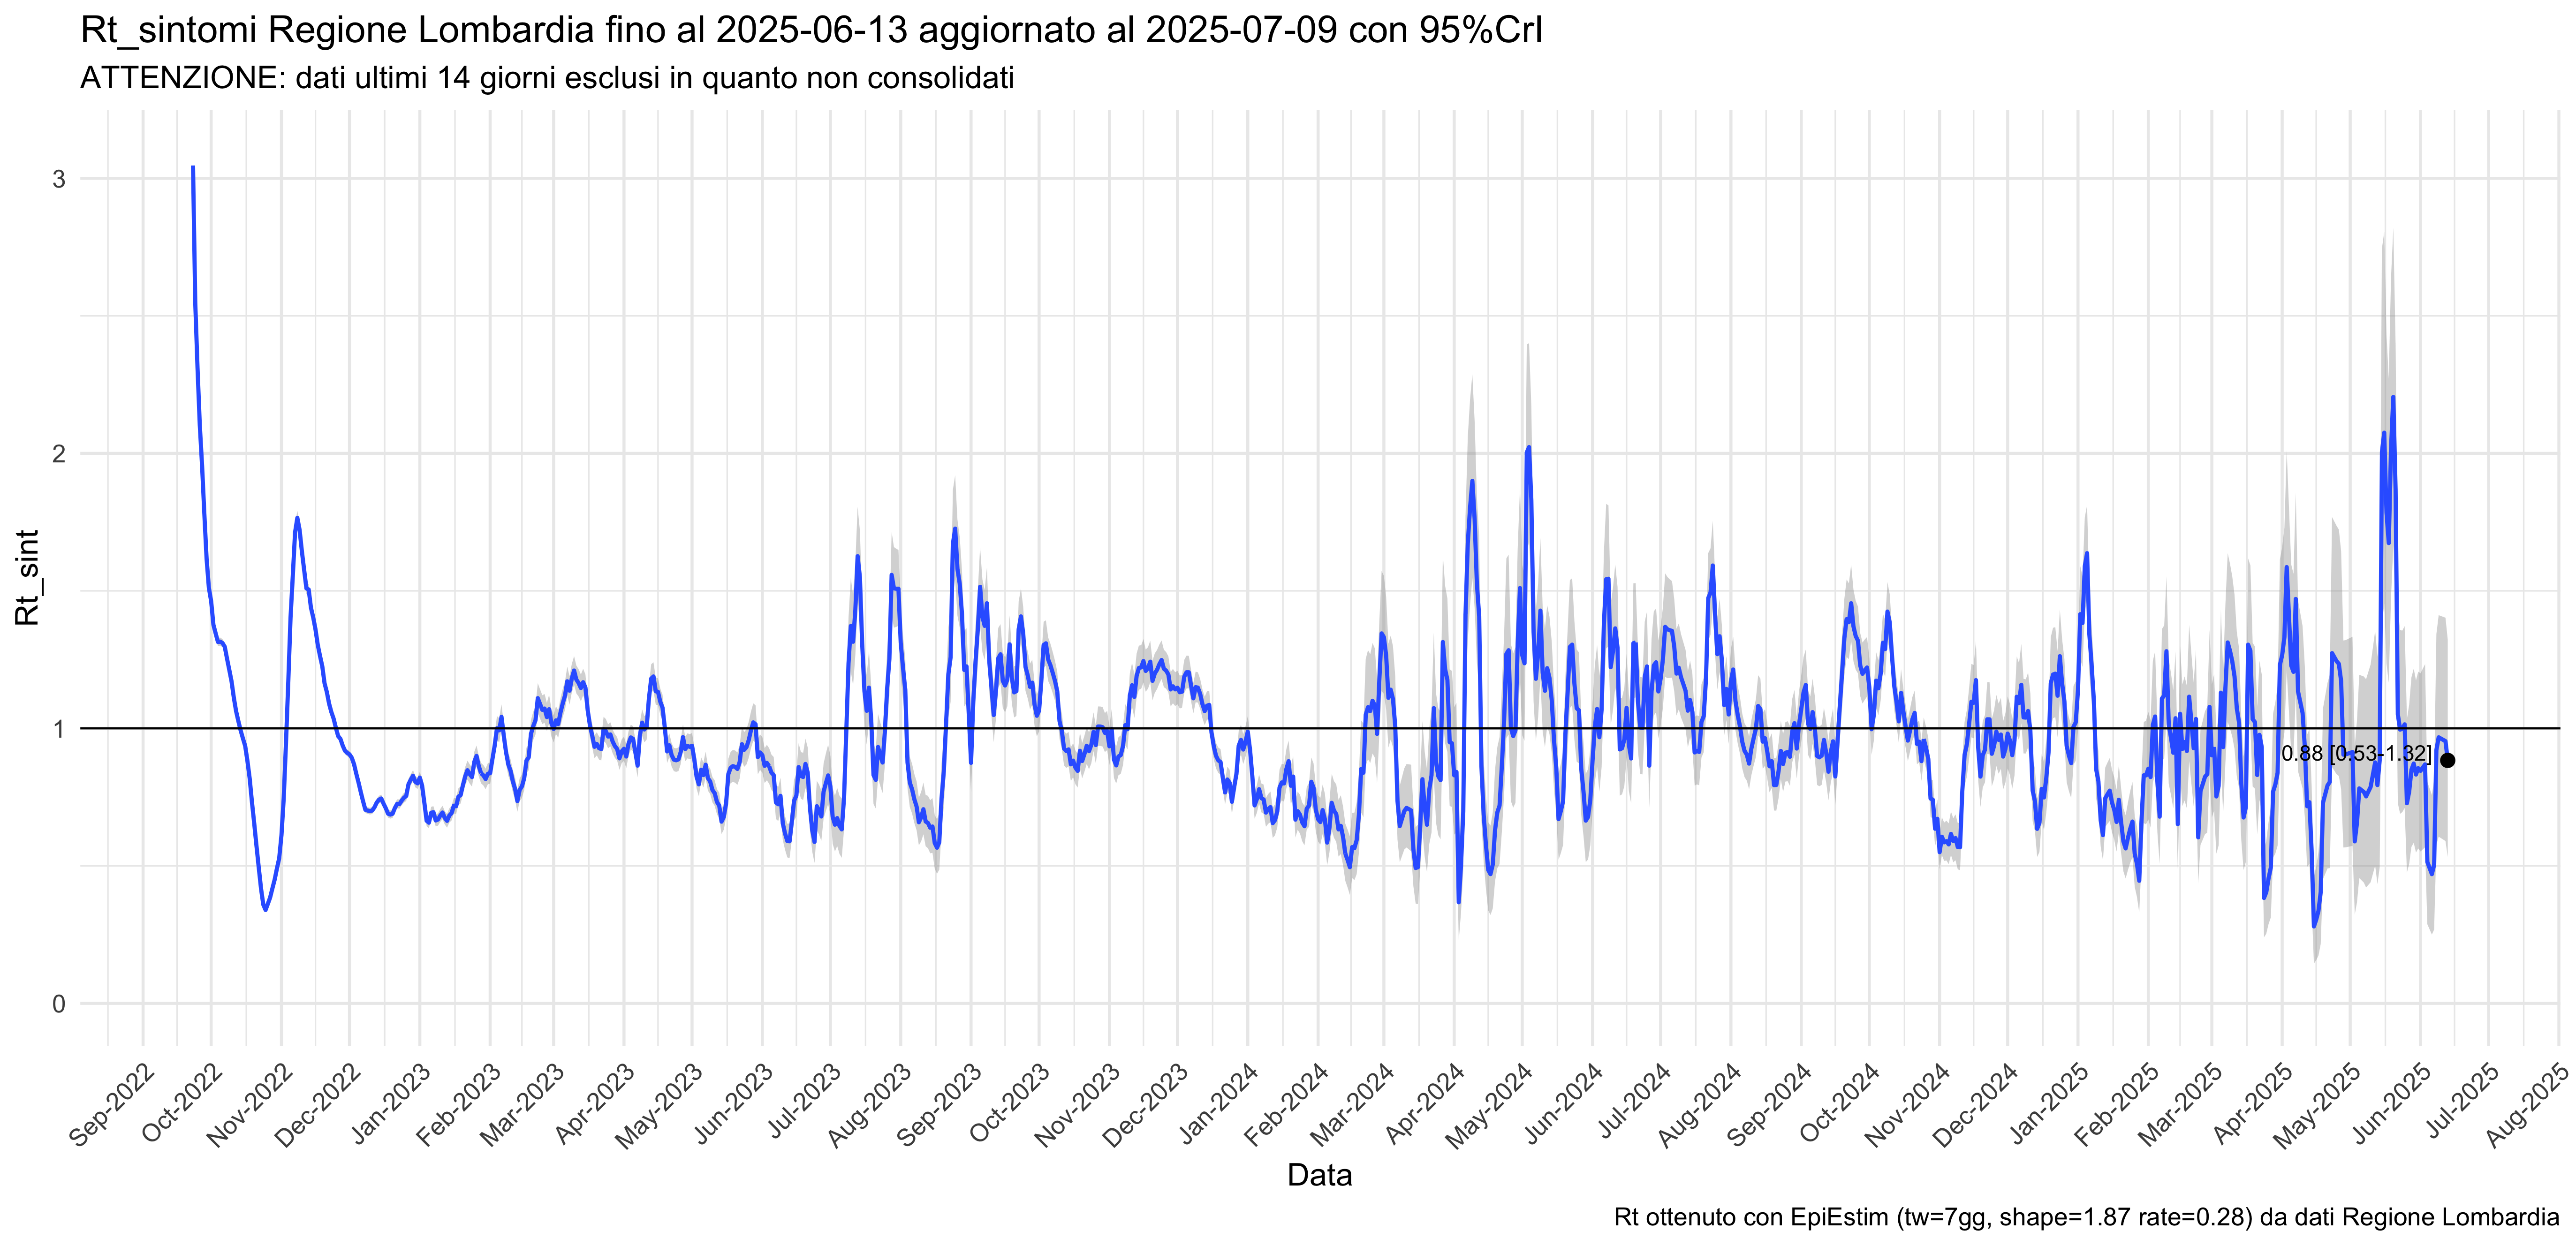 Rt_sintomi Regione Lombardia fino al 2025-06-13 aggiornato al 2025-07-09 con 95%CrI
ATTENZIONE: dati ultimi 14 giorni esclusi in quanto non consolidati
3
2
1
0
Rt_sint
0.88 [0.53-1.32]
Sep-2022
Oct-2022
Nov-2022
Dec-2022
Jan-2023
Feb-2023
Mar-2023
Apr-2023
May-2023
Jun-2023
Jul-2023
Aug-2023
Sep-2023
Oct-2023
Nov-2023
Dec-2023
Jan-2024
Feb-2024
Mar-2024
Apr-2024
May-2024
Jun-2024
Jul-2024
Aug-2024
Sep-2024
Oct-2024
Nov-2024
Dec-2024
Jan-2025
Feb-2025
Mar-2025
Apr-2025
May-2025
Jun-2025
Jul-2025
Aug-2025
Data
Rt ottenuto con EpiEstim (tw=7gg, shape=1.87 rate=0.28) da dati Regione Lombardia